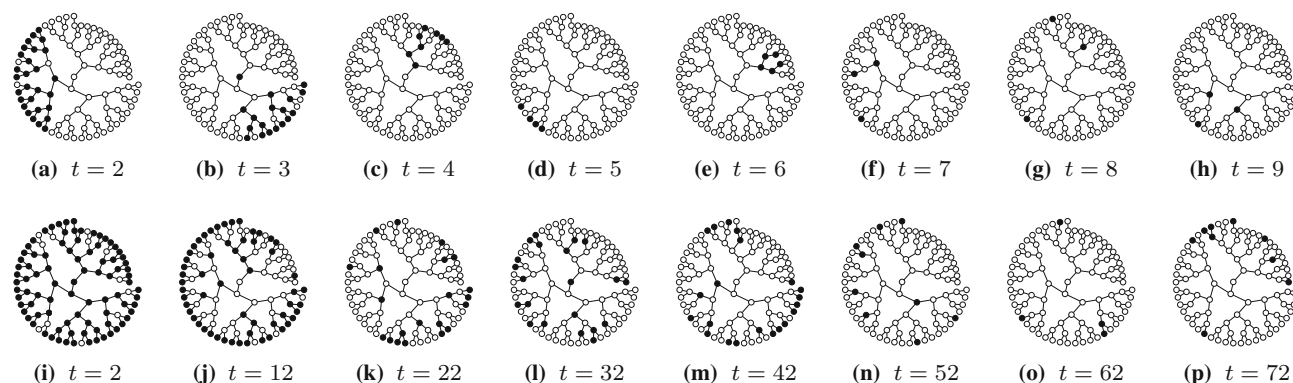 (a) t = 2 (b) t = 3 (c) t = 4 (d) t = 5 (e) t = 6 (f) t = 7 (g) t = 8 (h) t = 9
(i) t = 2 (j) t = 12 (k) t = 22 (l) t = 32 (m) t = 42 (n) t = 52 (o) t = 62 (p) t = 72